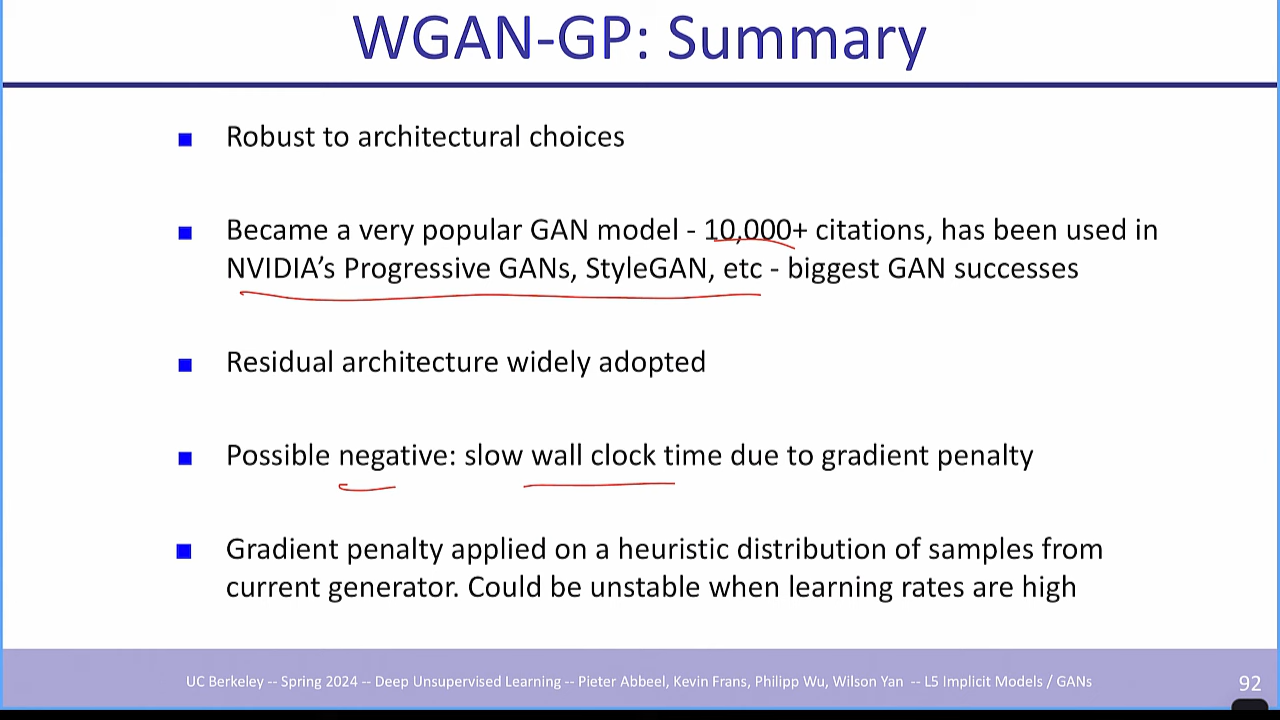 WGAN-GP: Summary
Robust to architectural choices
Became a very popular GAN model - 10,000+ citations, has been used in
NVIDIA’s Progressive GANs, StyleGAN, etc - biggest GAN successes
Residual architecture widely adopted
Possible negative: slow wall clock time due to gradient penalty
Gradient penalty applied on a heuristic distribution of samples from
current generator. Could be unstable when learning rates are high
UC Berkeley -- Spring 2024 -- Deep Unsupervised Learning -- Pieter Abbeel, Kevin Frans, Philipp Wu, Wilson Yan -- L5 Implicit Models / GANs
92